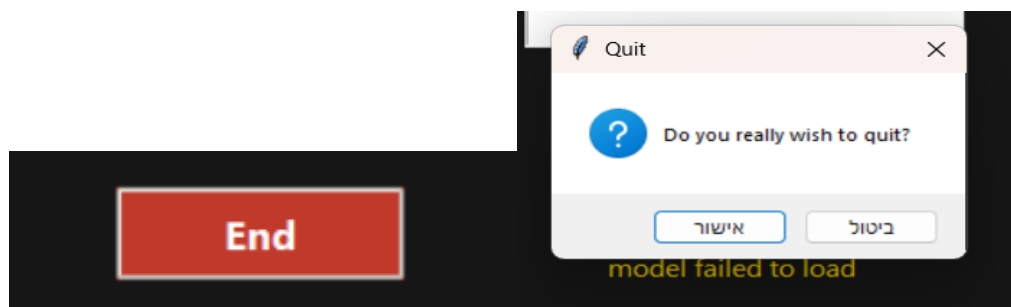 End
Quit
Do you really wish to quit?
אישור
ביטול
model failed to load